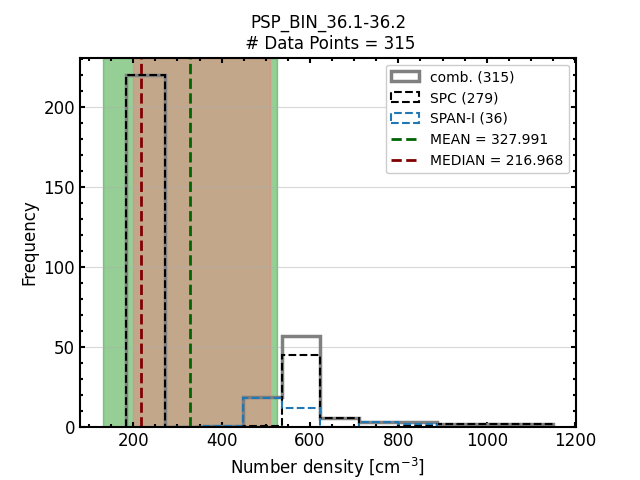 PSP_BIN_36.1-36.2
# Data Points = 315
comb. (315)
SPC (279)
SPAN-I (36)
MEAN = 327.991
MEDIAN = 216.968
Frequency
200
150
100
50
0
200 400 600 800 1000 1200
Number density [cm⁻³]